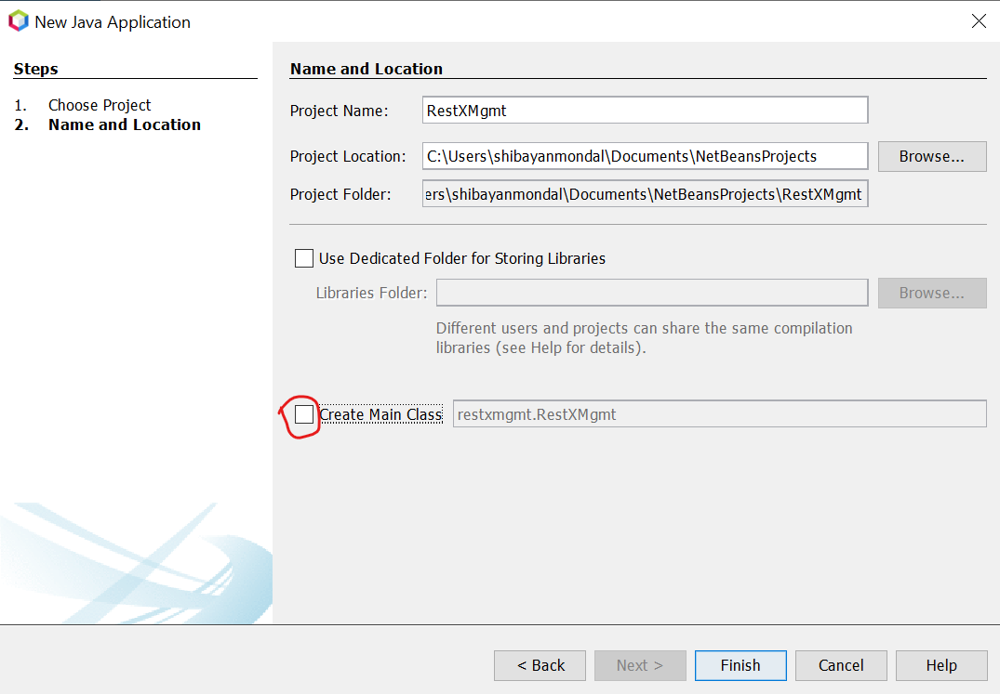 New Java Application
Steps
1. Choose Project
2. Name and Location
Name and Location
Project Name: RestXMgmt
Project Location: C:\Users\shibayanmondal\Documents\NetBeansProjects Browse...
Project Folder: ers\shibayanmondal\Documents\NetBeansProjects\RestXMgmt
Use Dedicated Folder for Storing Libraries
Libraries Folder: Browse...
Different users and projects can share the same compilation
libraries (see Help for details).
Create Main Class restxmgmt.RestXMgmt
< Back Next > Finish Cancel Help